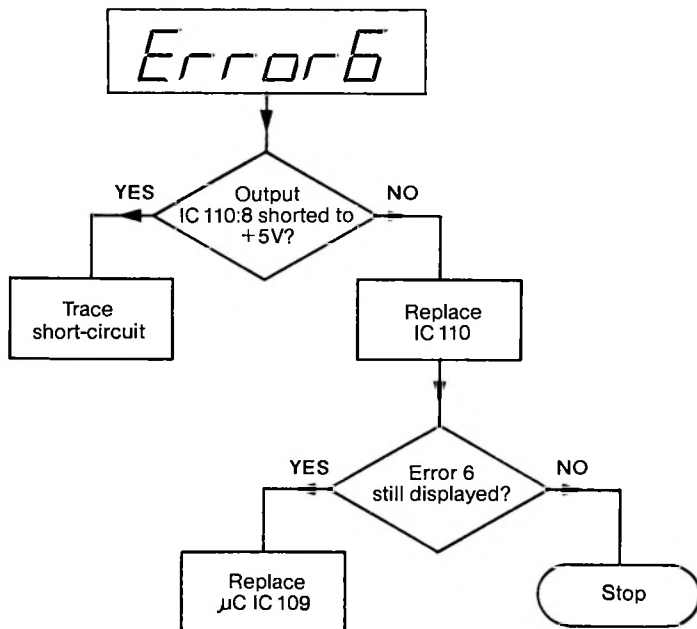 Error6
YES
Output
IC 110:8 shorted to
+5V?
NO
Trace
short-circuit
Replace
IC 110
YES
Error 6
still displayed?
NO
Replace
μC IC 109
Stop